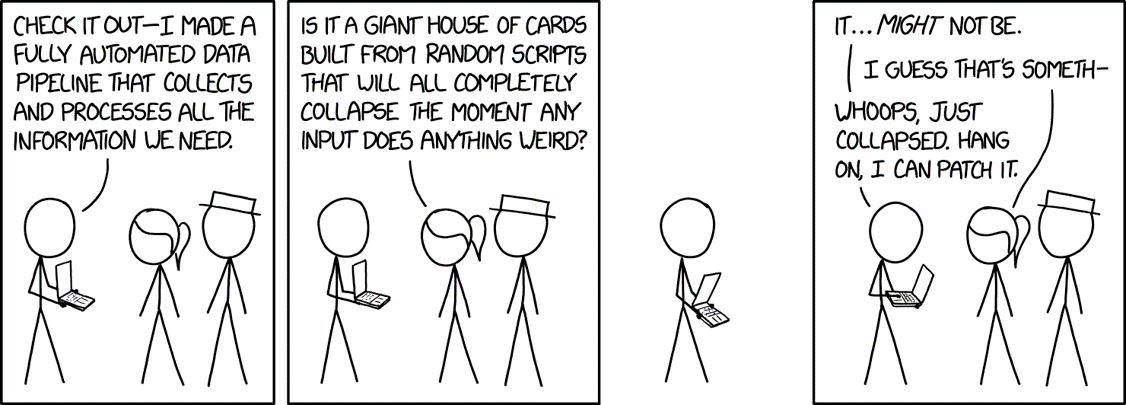 CHECK IT OUT—I MADE A
FULLY AUTOMATED DATA
PIPELINE THAT COLLECTS
AND PROCESSES ALL THE
INFORMATION WE NEED.
IS IT A GIANT HOUSE OF CARDS
BUILT FROM RANDOM SCRIPTS
THAT WILL ALL COMPLETELY
COLLAPSE THE MOMENT ANY
INPUT DOES ANYTHING WEIRD?
IT... MIGHT NOT BE.
I GUESS THAT'S SOMETH—
WHOOPS, JUST
COLLAPSED. HANG
ON, I CAN PATCH IT.